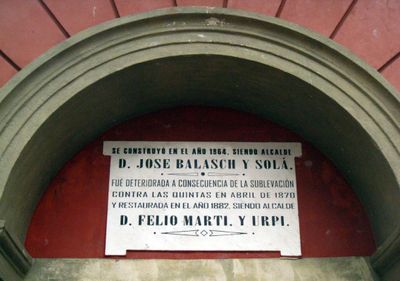 SE CONSTRUYÓ EN EL AÑO 1864, SIENDO ALCALDE
D. JOSE BALASCH Y SOLÁ.
FUÉ DETERIORADA A CONSECUENCIA DE LA SUBLEVACIÓN
CONTRA LAS QUINTAS EN ABRIL DE 1870
Y RESTAURADA EN EL AÑO 1882, SIENDO ALCALDE
D. FELIO MARTI. Y URPI.